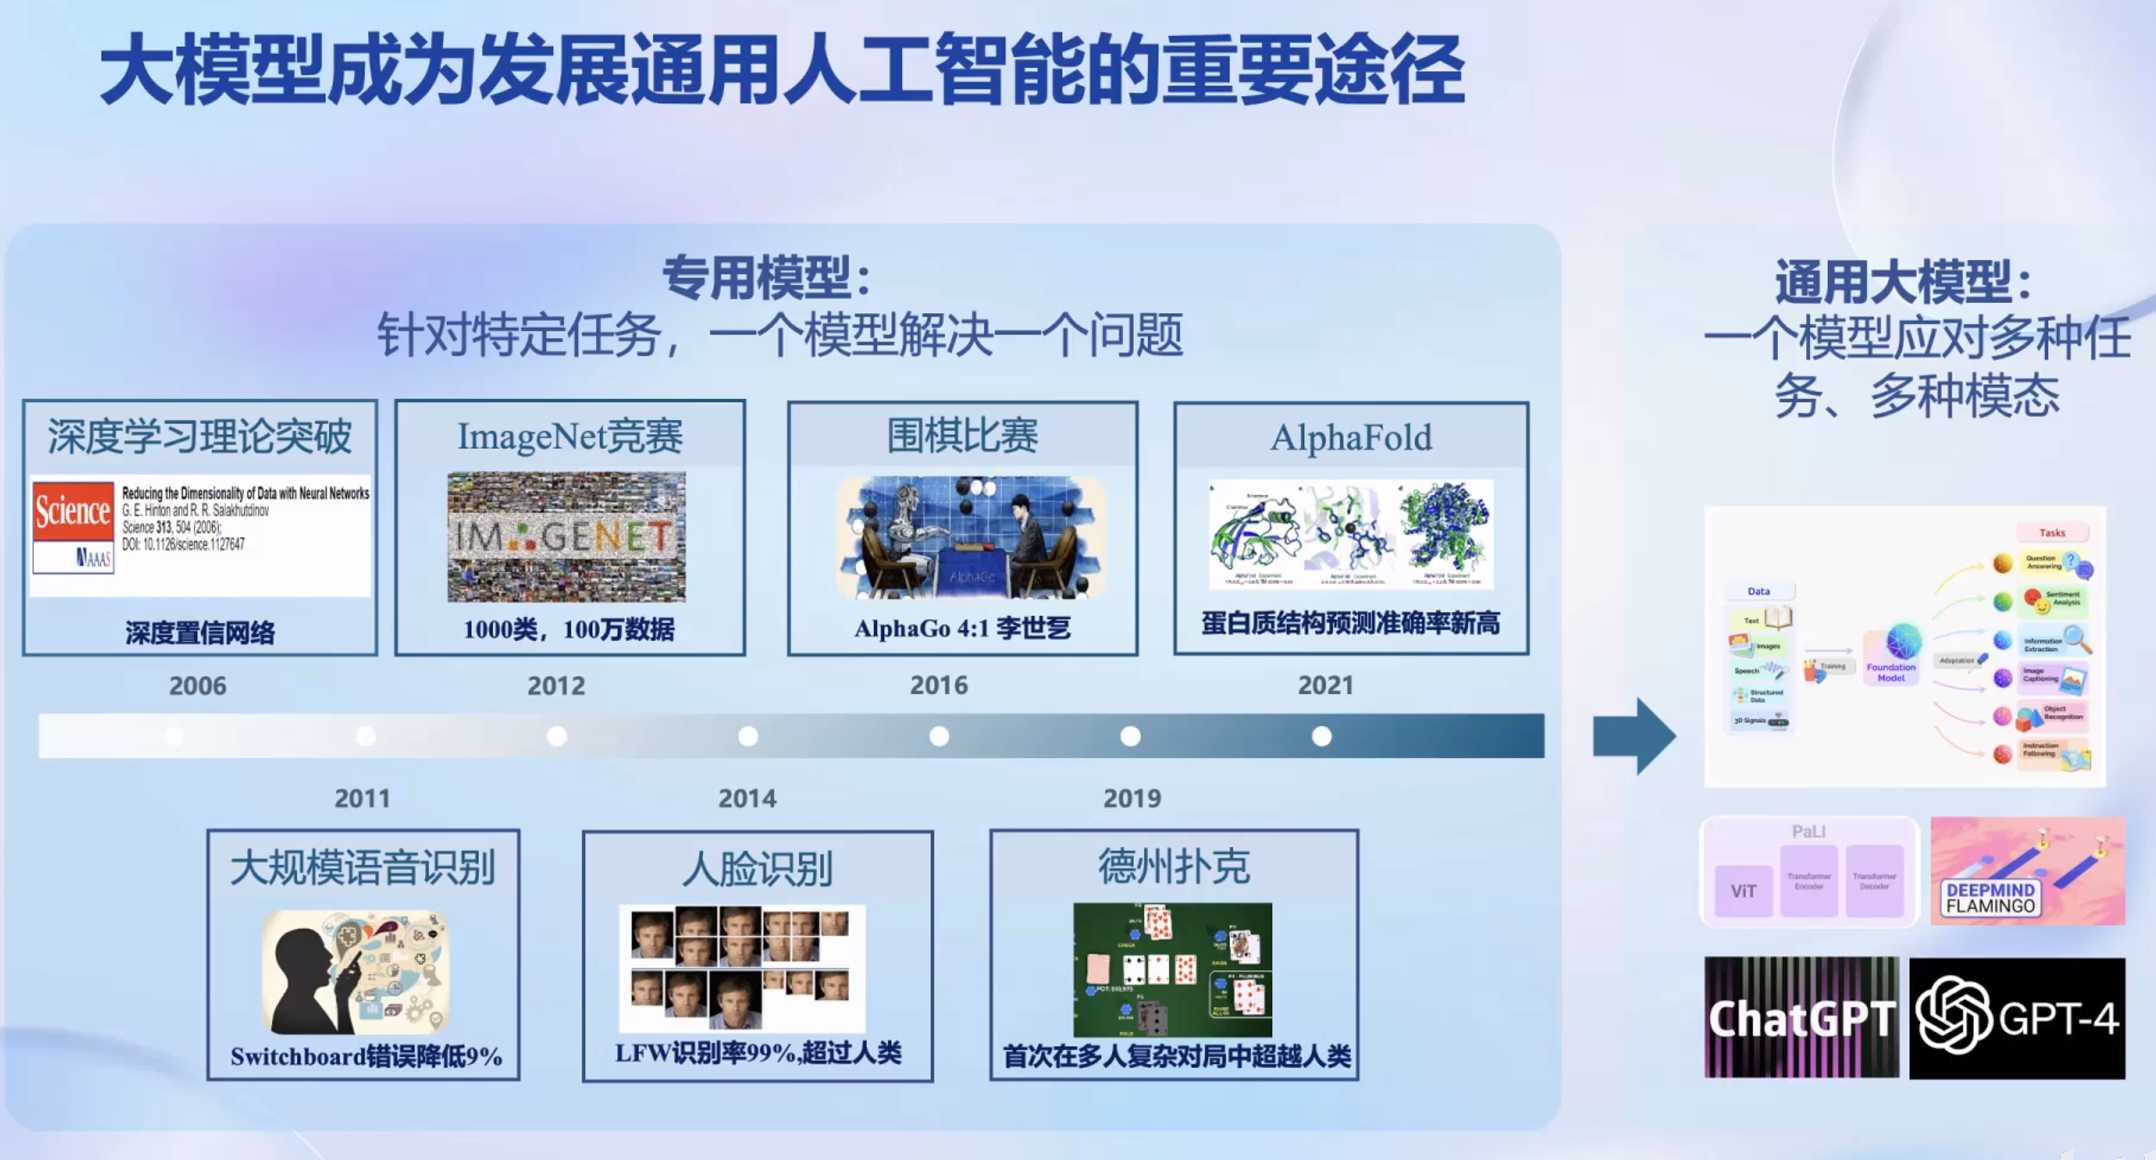 大模型成为发展通用人工智能的重要途径
专用模型：
针对特定任务，一个模型解决一个问题
深度学习理论突破
Science
AAAS
Reducing the Dimensionality of Data with Neural Networks
G. E. Hinton and R. R. Salakhutdinov
Science 313, 504 (2006);
DOI: 10.1126/science.1127647
深度置信网络
2006
ImageNet竞赛
IMAGENET
1000类，100万数据
2012
围棋比赛
AlphaGo
AlphaGo 4:1 李世乭
2016
AlphaFold
蛋白质结构预测准确率新高
2021
2011
大规模语音识别
Switchboard错误降低9%
2014
人脸识别
LFW识别率99%,超过人类
2019
德州扑克
首次在多人复杂对局中超越人类
通用大模型：
一个模型应对多种任
务、多种模态
Data
Text
Images
Speech
Structured
Data
3D Signals
Training
Foundation
Model
Adaptation
Tasks
Question
Answering
Sentiment
Analysis
Information
Extraction
Image
Captioning
Object
Recognition
Instruction
Following
PaLI
ViT
Transformer
Encoder
Transformer
Decoder
DEEPMIND
FLAMINGO
ChatGPT
GPT-4